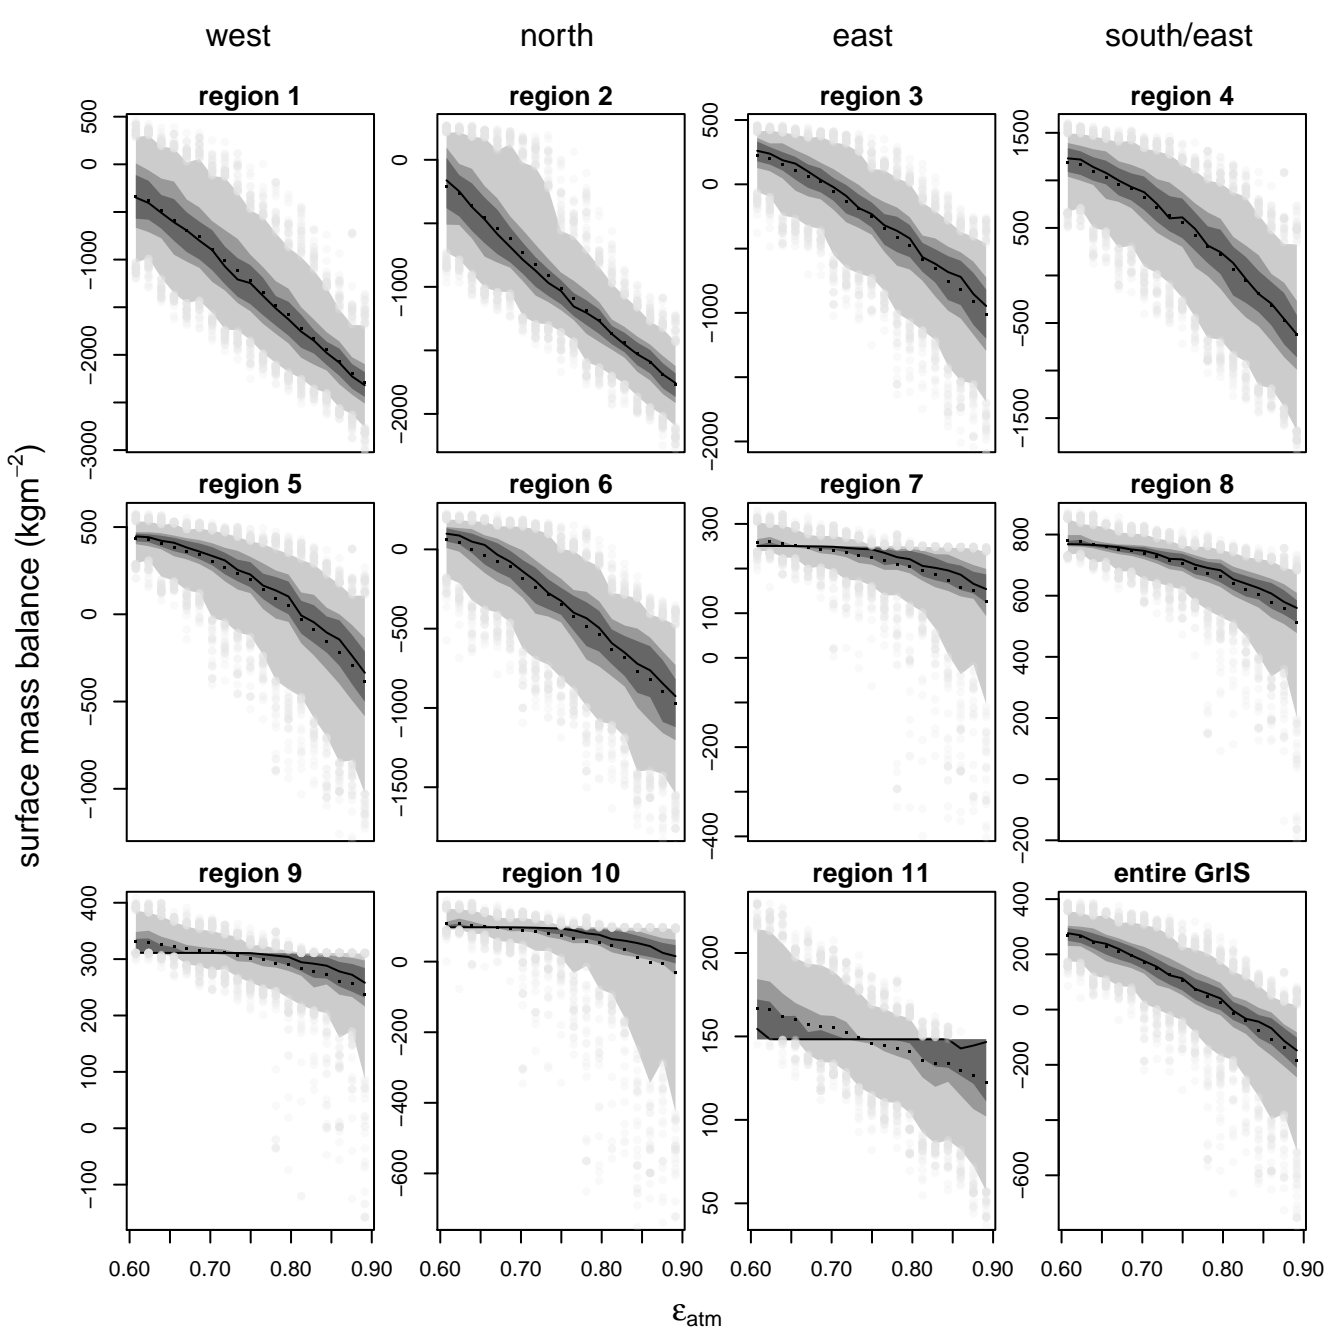 west north east south/east
region 1 region 2 region 3 region 4
500 0 −1000 −2000 −3000
0 −1000 −2000
500 0 −1000 −2000
1500 500 −500 −1500
region 5 region 6 region 7 region 8
500 0 −500 −1000
0 −500 −1000 −1500
300 100 0 −200 −400
800 600 400 200 0 −200
region 9 region 10 region 11 entire GrIS
400 300 200 100 0 −100
0 −200 −400 −600
200 150 100 50
400 200 0 −200 −600
0.60 0.70 0.80 0.90 0.60 0.70 0.80 0.90 0.60 0.70 0.80 0.90 0.60 0.70 0.80 0.90
surface mass balance (kgm⁻²)
εatm